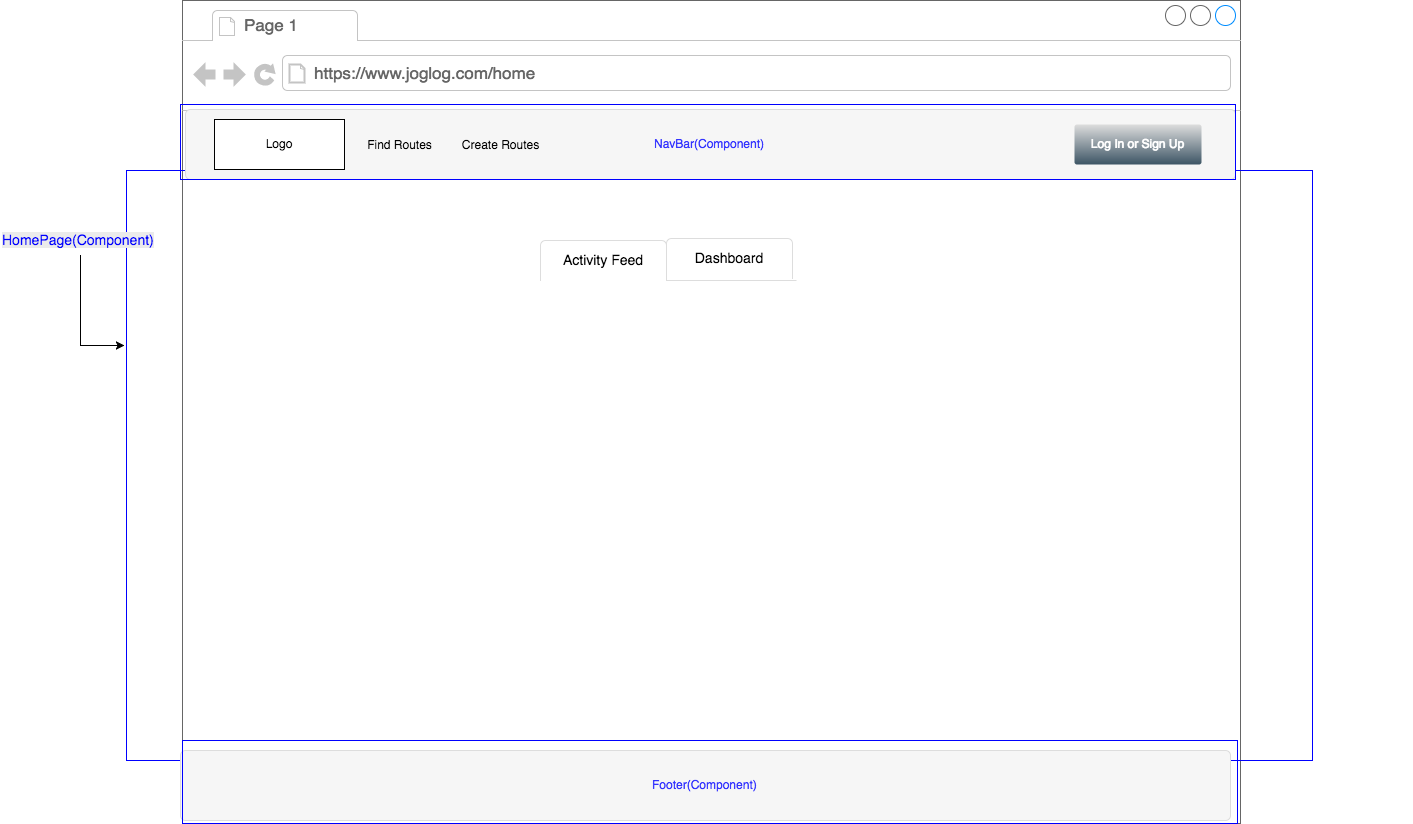 Page 1
https://www.joglog.com/home
Logo
Find Routes
Create Routes
NavBar(Component)
Log In or Sign Up
HomePage(Component)
Activity Feed
Dashboard
Footer(Component)